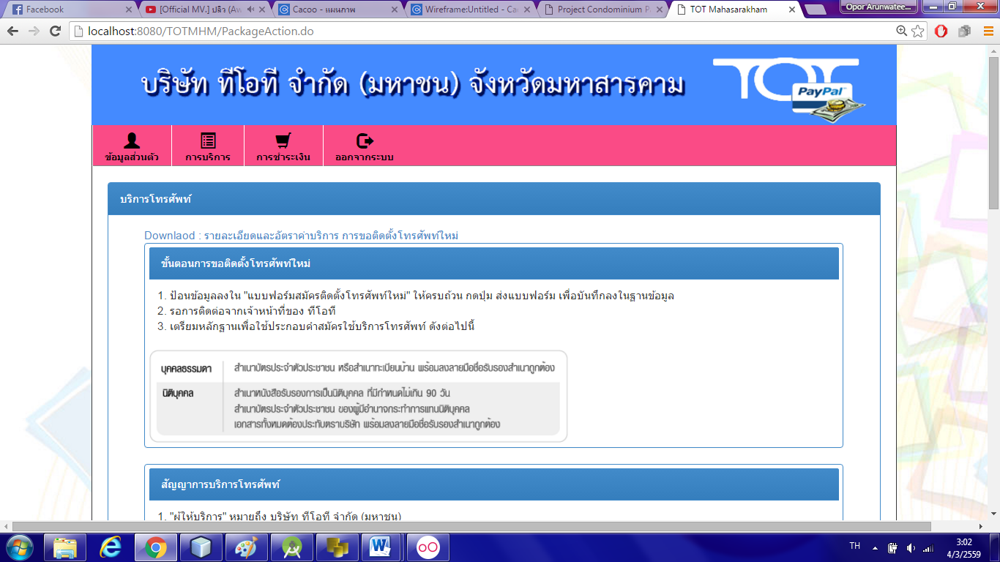 Facebook
[Official MV.] ปลิว (Aw
Cacoo - แผนภาพ
Wireframe:Untitled - Cac
Project Condominium P
TOT Mahasarakham
Opor Arunwatee...
localhost:8080/TOTMHM/PackageAction.do
บริษัท ทีโอที จำกัด (มหาชน) จังหวัดมหาสารคาม
TOT
PayPal
ข้อมูลส่วนตัว
การบริการ
การชำระเงิน
ออกจากระบบ
บริการโทรศัพท์
Downlaod : รายละเอียดและอัตราค่าบริการ การขอติดตั้งโทรศัพท์ใหม่
ขั้นตอนการขอติดตั้งโทรศัพท์ใหม่
1. ป้อนข้อมูลลงใน "แบบฟอร์มสมัครติดตั้งโทรศัพท์ใหม่" ให้ครบถ้วน กดปุ่ม ส่งแบบฟอร์ม เพื่อบันทึกลงในฐานข้อมูล
2. รอการติดต่อจากเจ้าหน้าที่ของ ทีโอที
3. เตรียมหลักฐานเพื่อใช้ประกอบคำสมัครใช้บริการโทรศัพท์ ดังต่อไปนี้
บุคคลธรรมดา สำเนาบัตรประจำตัวประชาชน หรือสำเนาทะเบียนบ้าน พร้อมลงลายมือชื่อรับรองสำเนาถูกต้อง
นิติบุคคล สำเนาหนังสือรับรองการเป็นนิติบุคคล ที่มีกำหนดไม่เกิน 90 วัน
สำเนาบัตรประจำตัวประชาชน ของผู้มีอำนาจกระทำการแทนนิติบุคคล
เอกสารทั้งหมดต้องประทับตราบริษัท พร้อมลงลายมือชื่อรับรองสำเนาถูกต้อง
สัญญาการบริการโทรศัพท์
1. "ผู้ให้บริการ" หมายถึง บริษัท ทีโอที จำกัด (มหาชน)
TH
3:02
4/3/2559